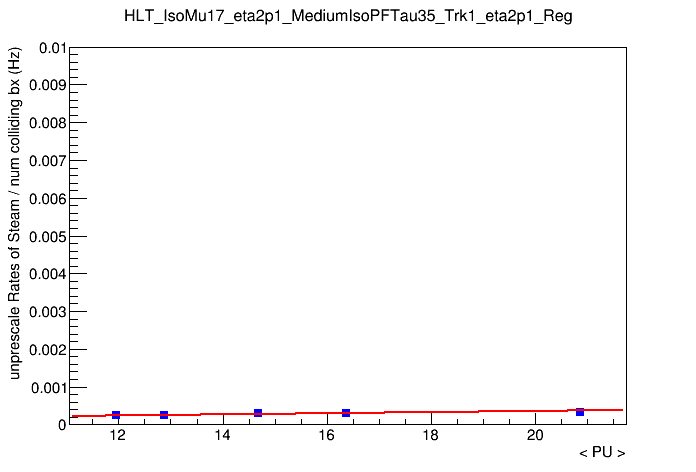 HLT_IsoMu17_eta2p1_MediumIsoPFTau35_Trk1_eta2p1_Reg
unprescale Rates of Steam / num colliding bx (Hz)
0.01
0.009
0.008
0.007
0.006
0.005
0.004
0.003
0.002
0.001
0
12 14 16 18 20
< PU >